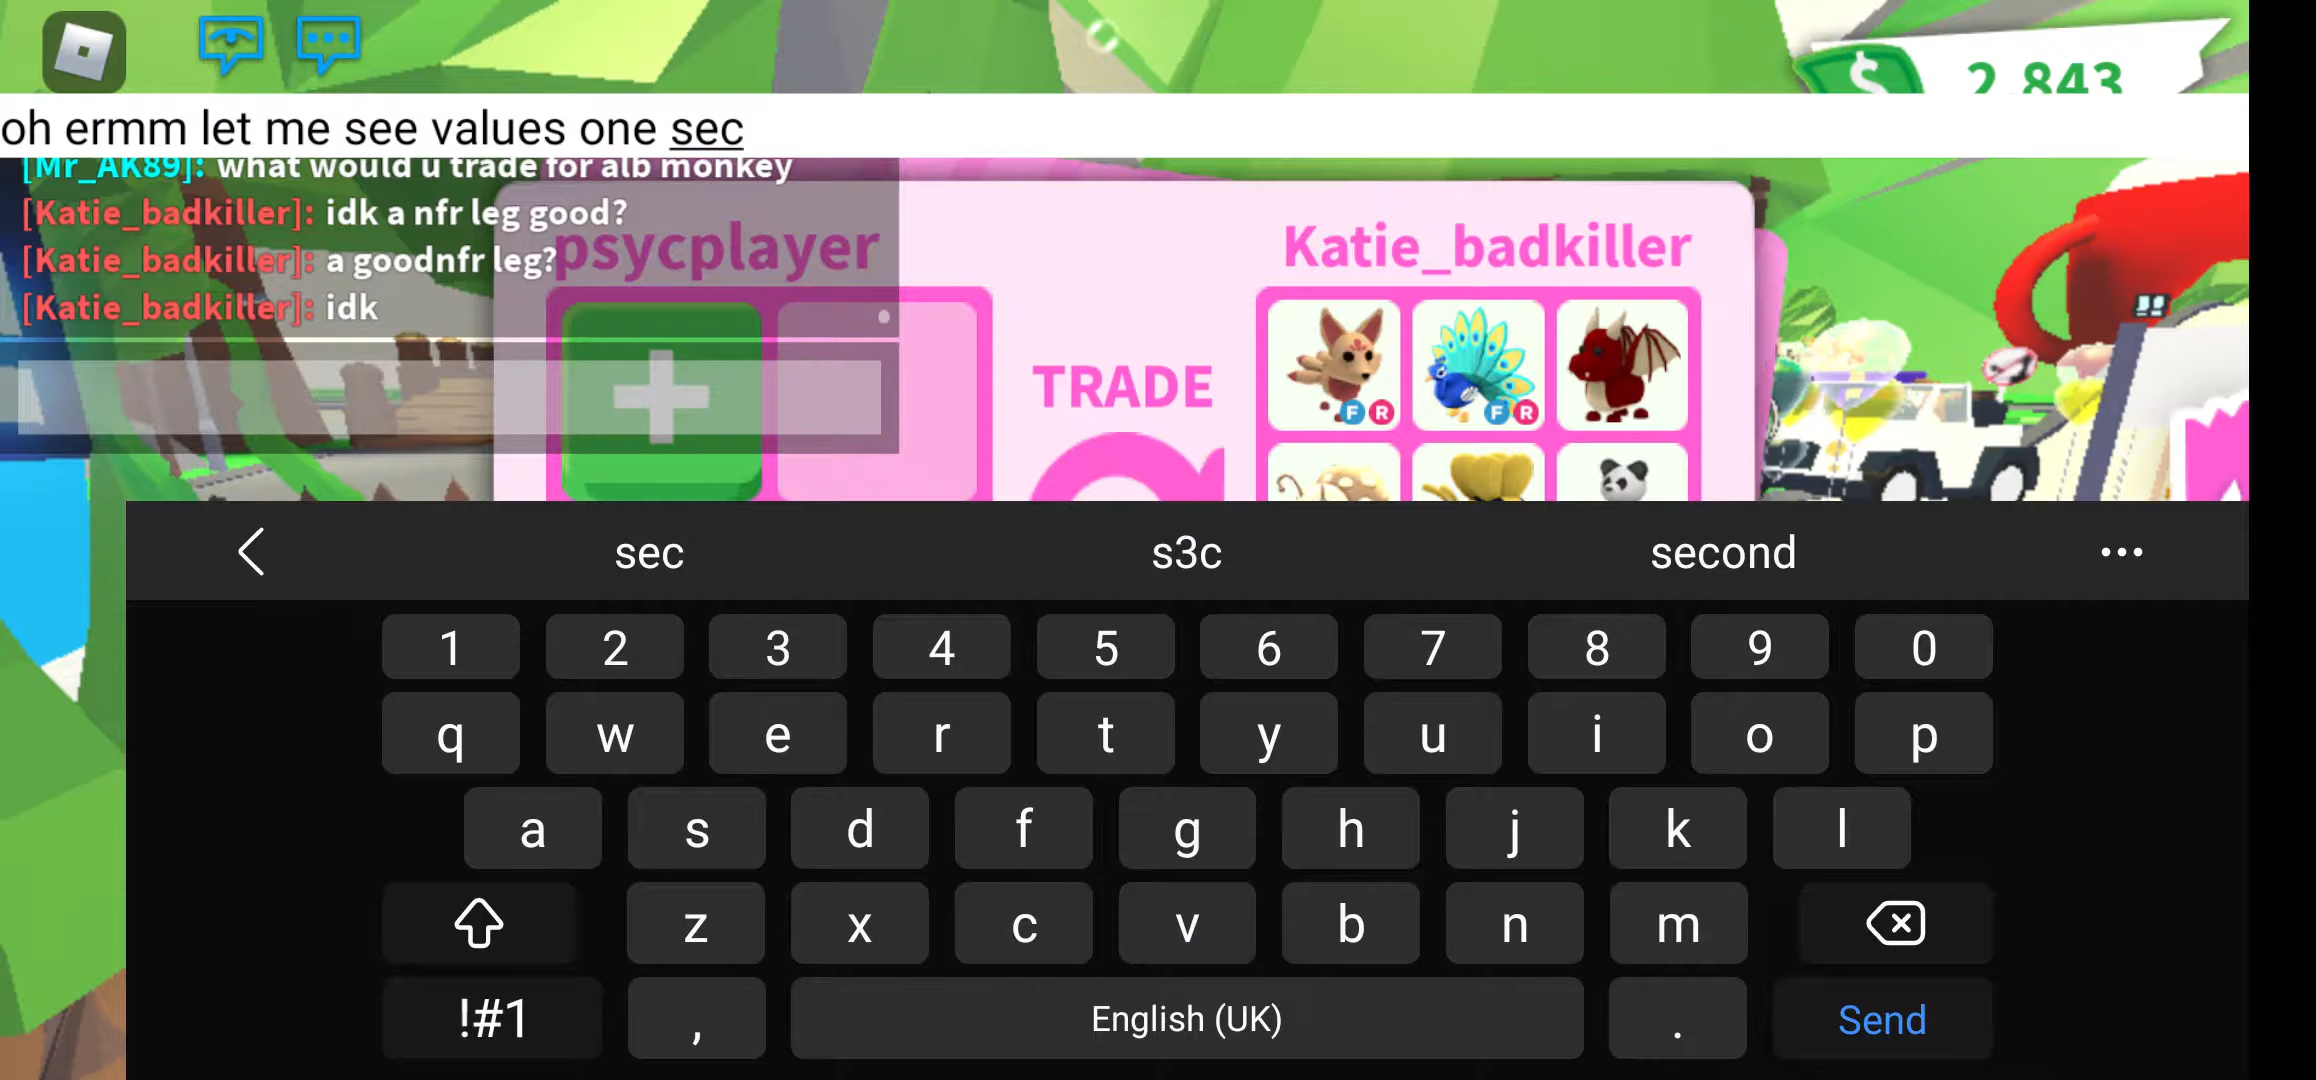 2,843
oh ermm let me see values one sec
[Mr_AK89]: what would u trade for alb monkey
[Katie_badkiller]: idk a nfr leg good?
[Katie_badkiller]: a goodnfr leg?
[Katie_badkiller]: idk
psycplayer
Katie_badkiller
TRADE
F R
F R
sec s3c second ...
1 2 3 4 5 6 7 8 9 0
q w e r t y u i o p
a s d f g h j k l
z x c v b n m
!#1 , English (UK) . Send